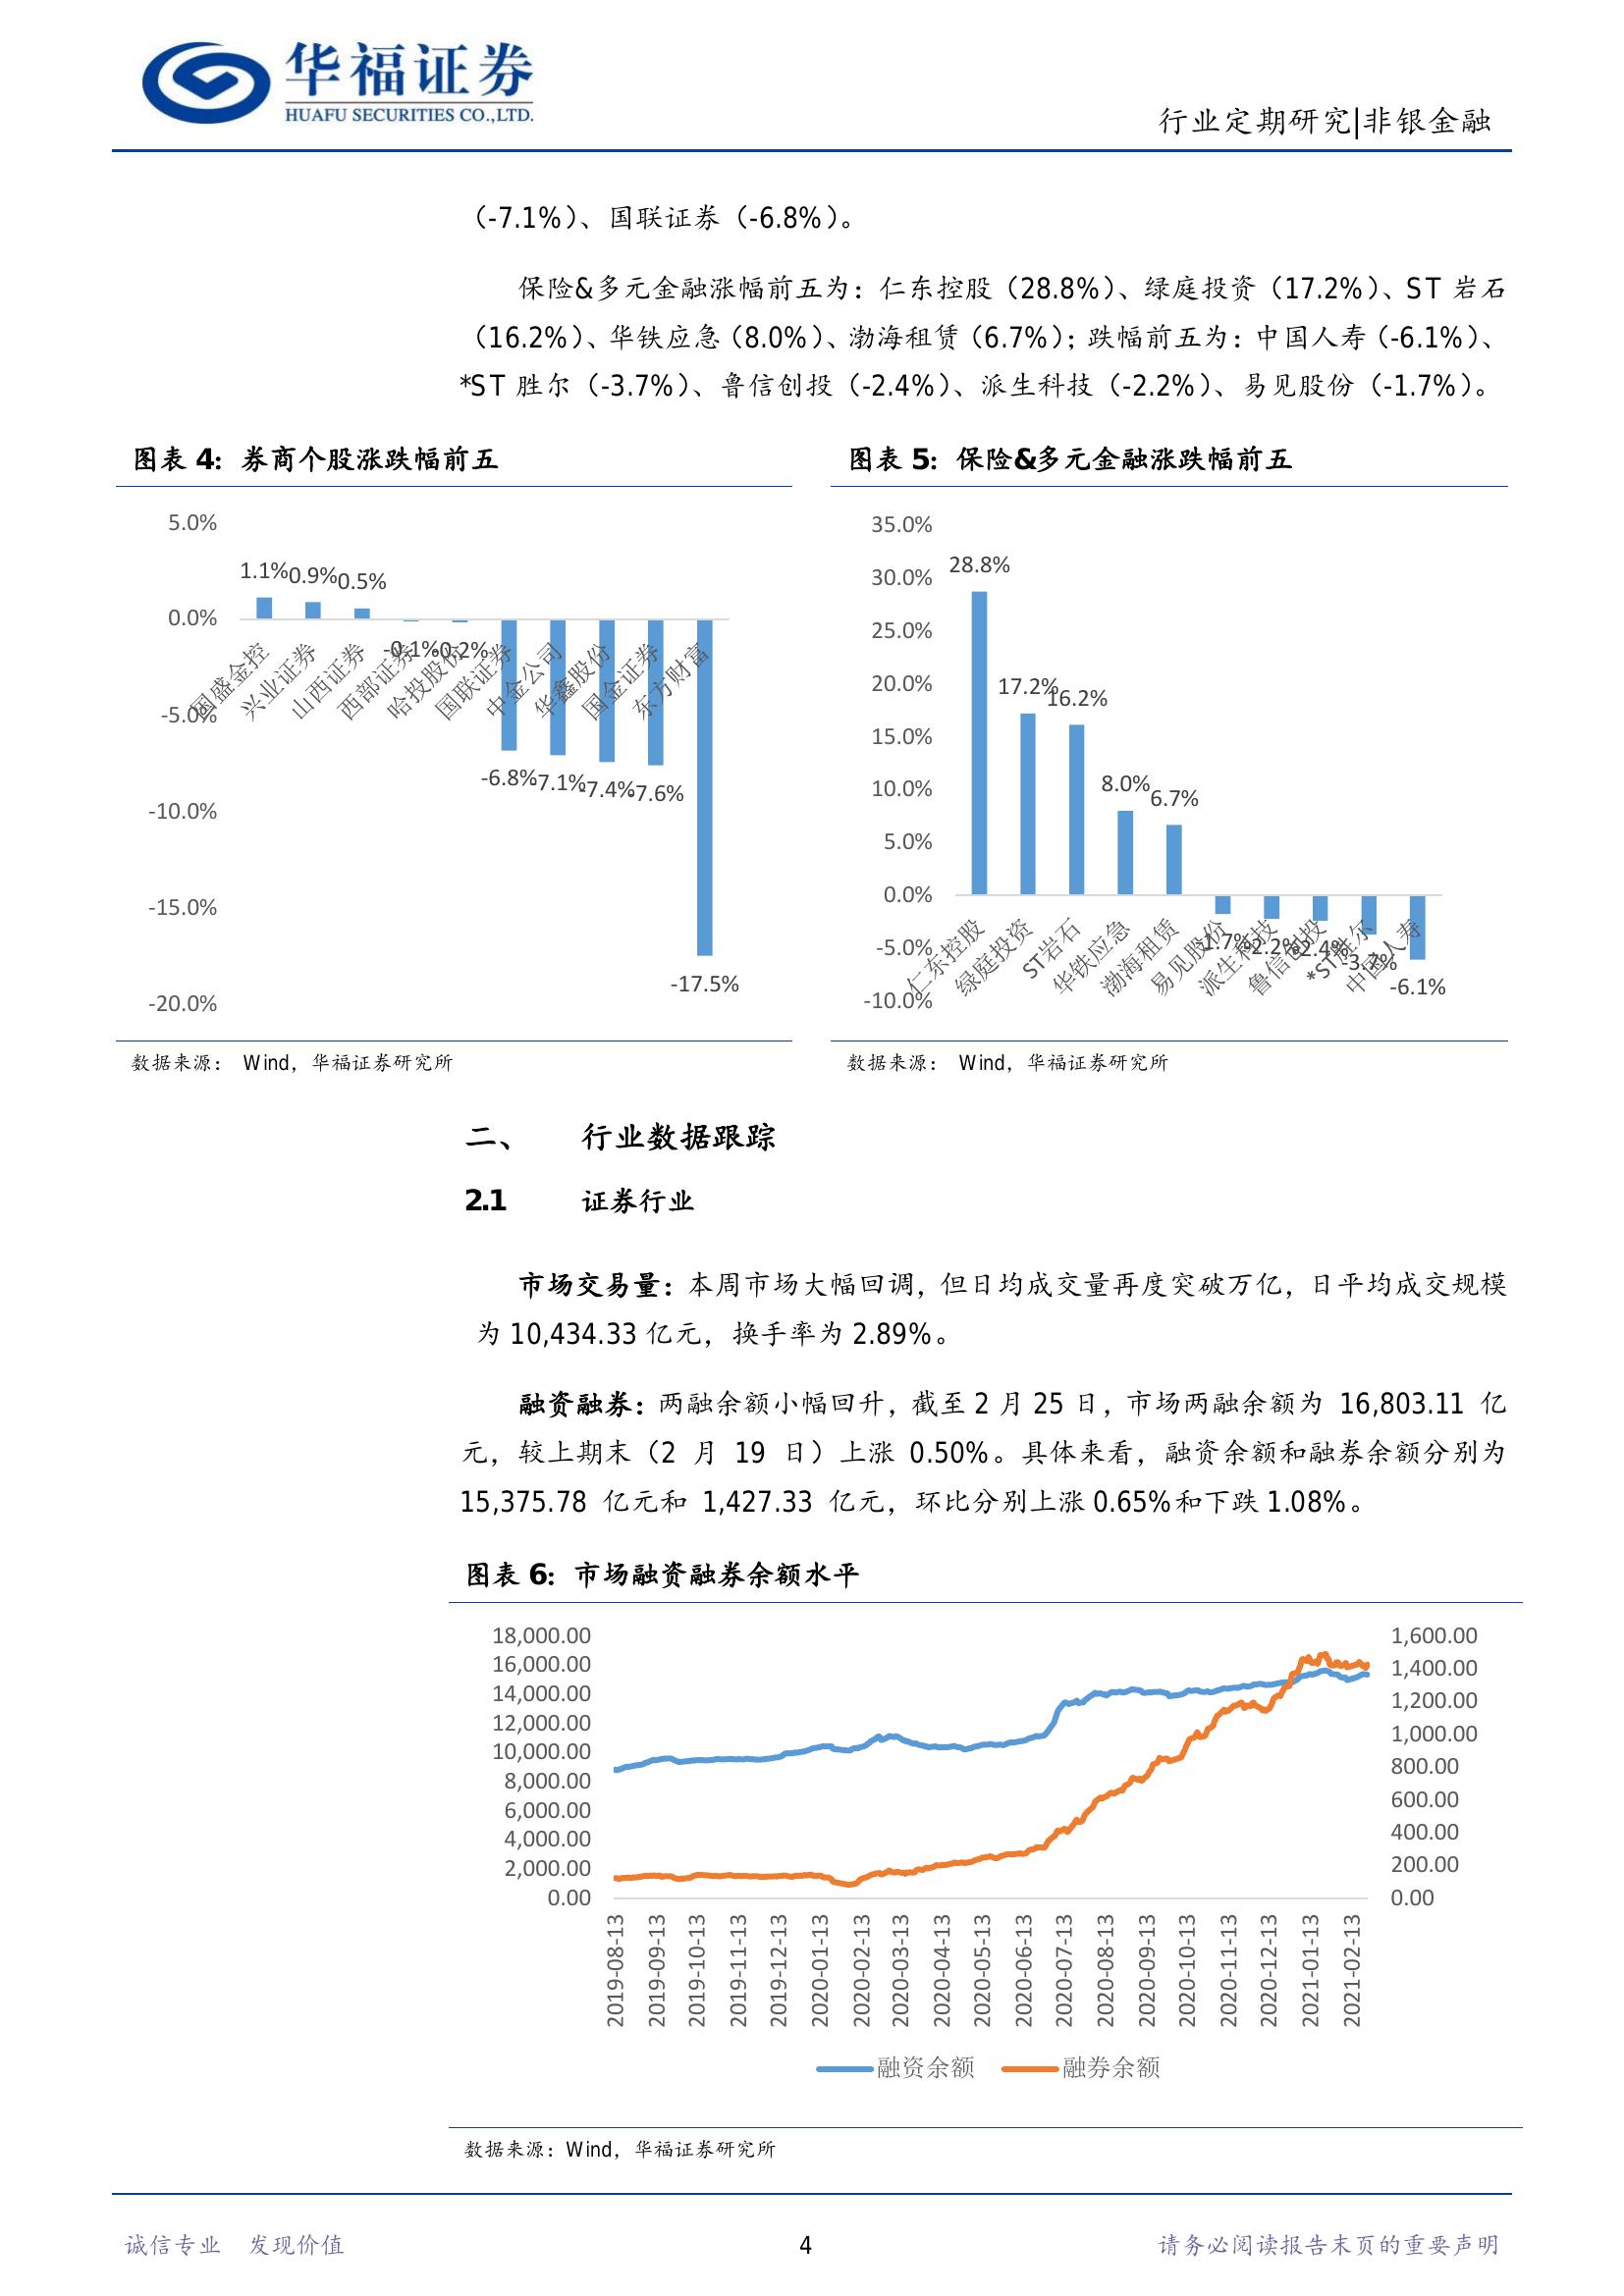 华福证券
HUAFU SECURITIES CO.,LTD.
行业定期研究|非银金融
（-7.1%）、国联证券（-6.8%）。
保险&多元金融涨幅前五为：仁东控股（28.8%）、绿庭投资（17.2%）、ST 岩石
（16.2%）、华铁应急（8.0%）、渤海租赁（6.7%）；跌幅前五为：中国人寿（-6.1%）、
*ST 胜尔（-3.7%）、鲁信创投（-2.4%）、派生科技（-2.2%）、易见股份（-1.7%）。
图表 4：券商个股涨跌幅前五
5.0%
0.0%
-5.0%
-10.0%
-15.0%
-20.0%
1.1%
0.9%
0.5%
-0.1%
-0.2%
-6.8%
-7.1%
-7.4%
-7.6%
-17.5%
国盛金控
兴业证券
山西证券
西部证券
哈投股份
国联证券
中金公司
华鑫股份
国金证券
东方财富
数据来源： Wind，华福证券研究所
图表 5：保险&多元金融涨跌幅前五
35.0%
30.0%
25.0%
20.0%
15.0%
10.0%
5.0%
0.0%
-5.0%
-10.0%
28.8%
17.2%
16.2%
8.0%
6.7%
-1.7%
-2.2%
-2.4%
-3.7%
-6.1%
仁东控股
绿庭投资
ST岩石
华铁应急
渤海租赁
易见股份
派生科技
鲁信创投
*ST胜尔
中国人寿
数据来源： Wind，华福证券研究所
二、 行业数据跟踪
2.1 证券行业
市场交易量：本周市场大幅回调，但日均成交量再度突破万亿，日平均成交规模
为 10,434.33 亿元，换手率为 2.89%。
融资融券：两融余额小幅回升，截至 2 月 25 日，市场两融余额为 16,803.11 亿
元，较上期末（2 月 19 日）上涨 0.50%。具体来看，融资余额和融券余额分别为
15,375.78 亿元和 1,427.33 亿元，环比分别上涨 0.65%和下跌 1.08%。
图表 6：市场融资融券余额水平
18,000.00
16,000.00
14,000.00
12,000.00
10,000.00
8,000.00
6,000.00
4,000.00
2,000.00
0.00
1,600.00
1,400.00
1,200.00
1,000.00
800.00
600.00
400.00
200.00
0.00
2019-08-13
2019-09-13
2019-10-13
2019-11-13
2019-12-13
2020-01-13
2020-02-13
2020-03-13
2020-04-13
2020-05-13
2020-06-13
2020-07-13
2020-08-13
2020-09-13
2020-10-13
2020-11-13
2020-12-13
2021-01-13
2021-02-13
融资余额 融券余额
数据来源：Wind，华福证券研究所
诚信专业 发现价值
4
请务必阅读报告末页的重要声明